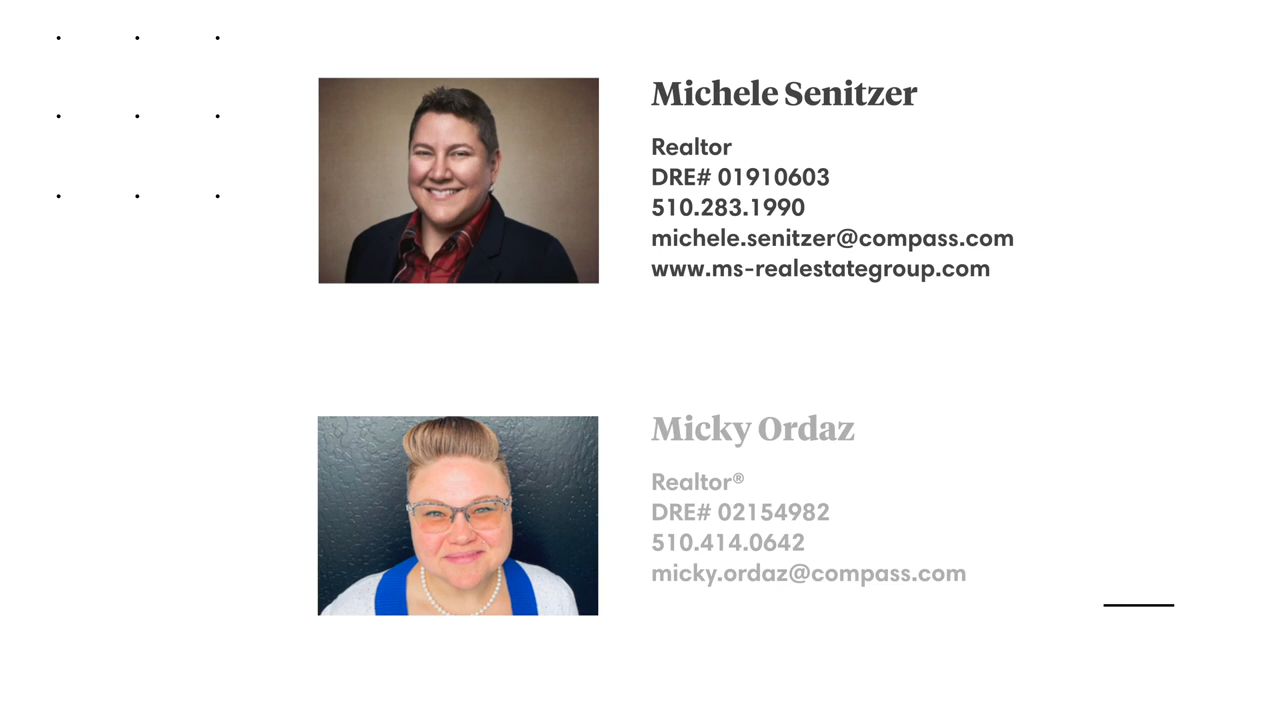 Michele Senitzer
Realtor
DRE# 01910603
510.283.1990
michele.senitzer@compass.com
www.ms-realestategroup.com
Micky Ordaz
Realtor®
DRE# 02154982
510.414.0642
micky.ordaz@compass.com